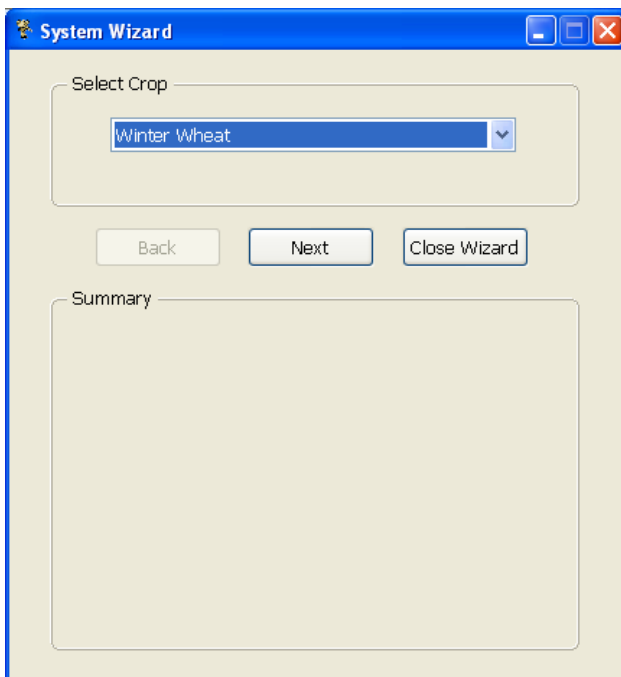 System Wizard
Select Crop
Winter Wheat
Back Next Close Wizard
Summary